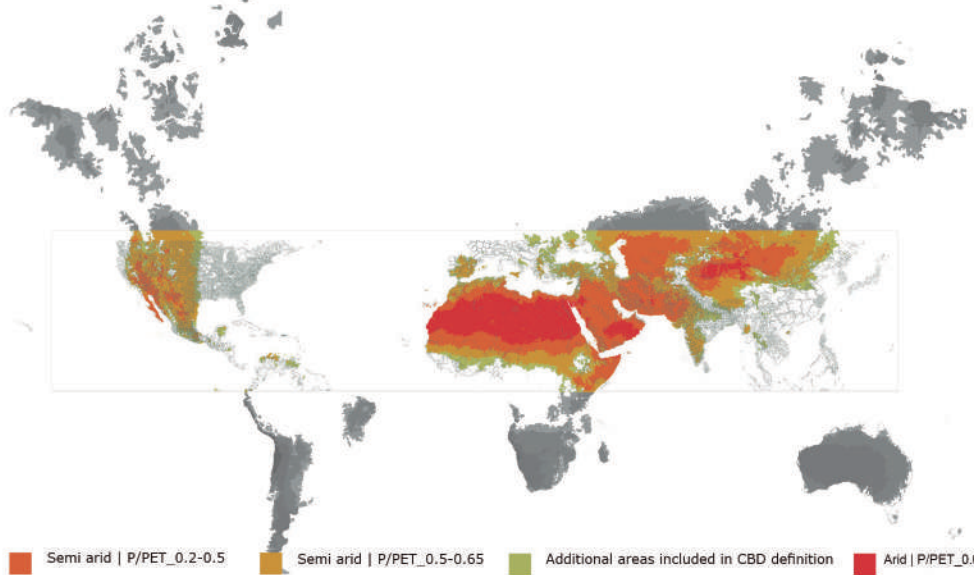 Semi arid | P/PET_0.2-0.5
Semi arid | P/PET_0.5-0.65
Additional areas included in CBD definition
Arid | P/PET_0.0